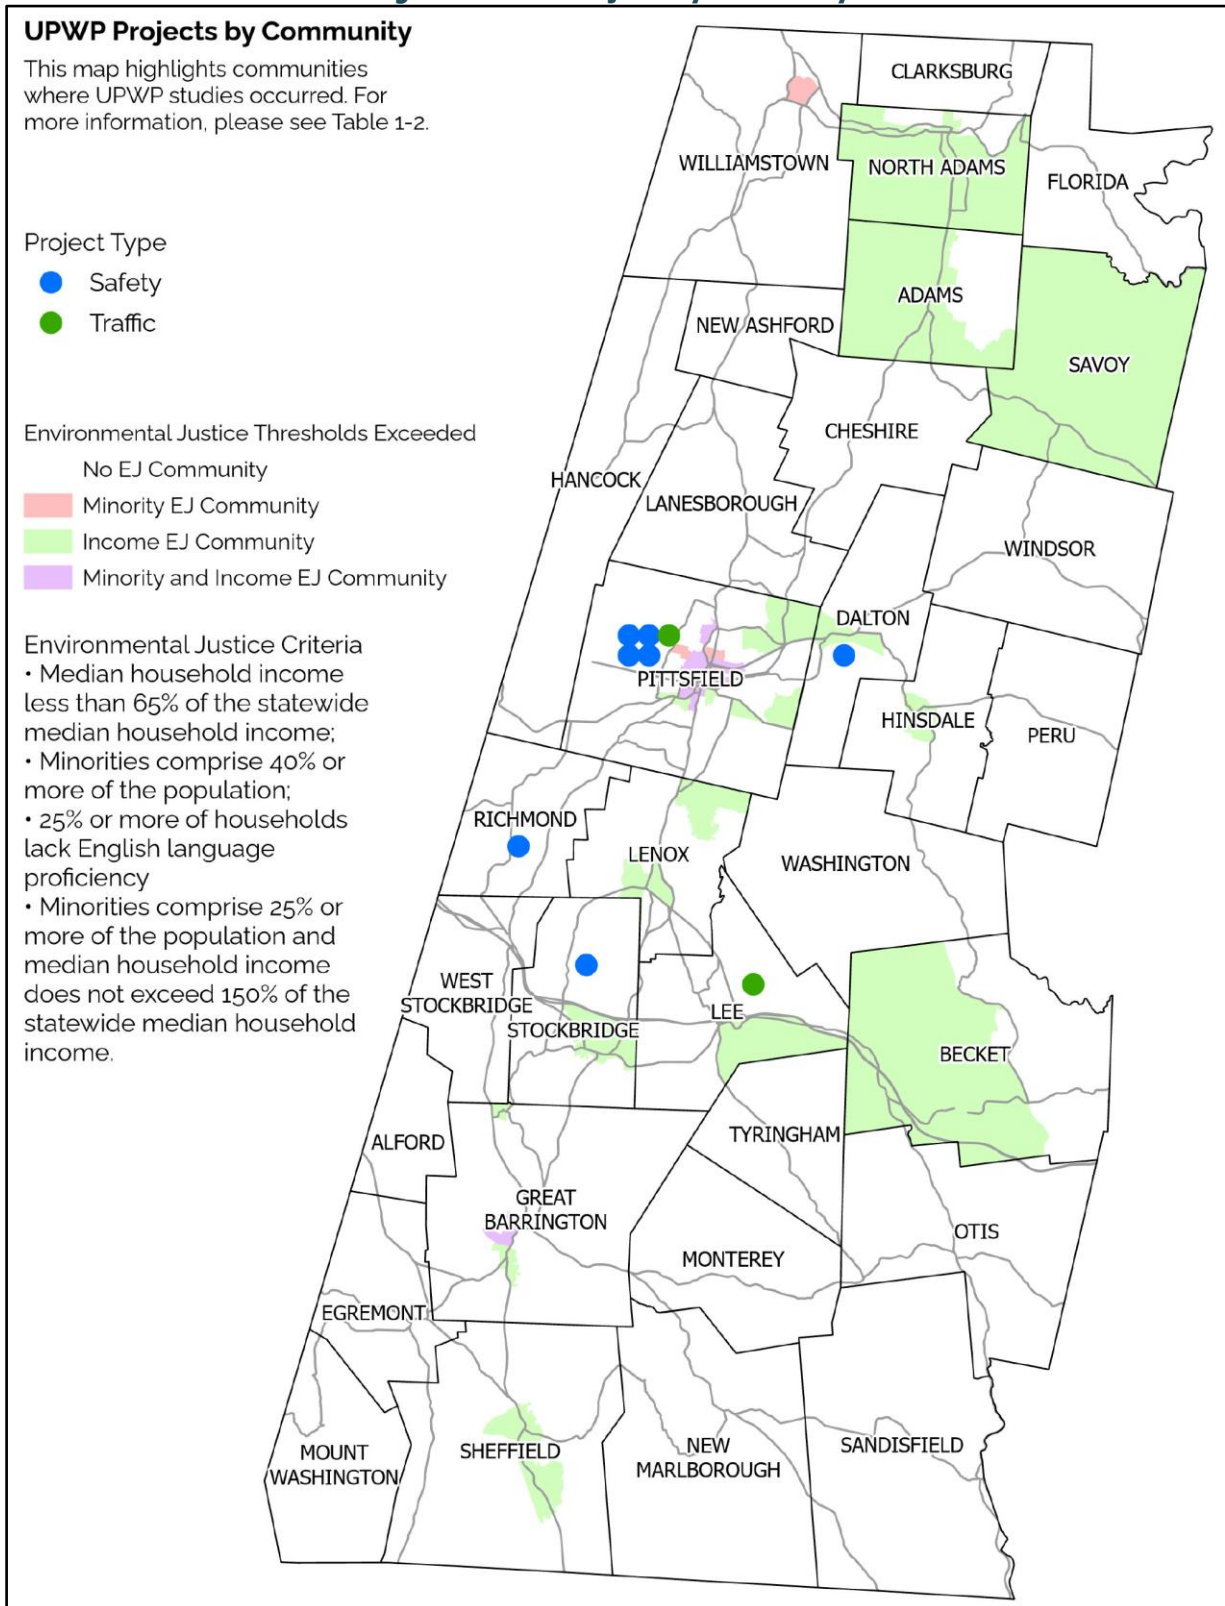 UPWP Projects by Community
This map highlights communities
where UPWP studies occurred. For
more information, please see Table 1-2.
Project Type
Safety
Traffic
Environmental Justice Thresholds Exceeded
No EJ Community
Minority EJ Community
Income EJ Community
Minority and Income EJ Community
Environmental Justice Criteria
• Median household income
less than 65% of the statewide
median household income;
• Minorities comprise 40% or
more of the population;
• 25% or more of households
lack English language
proficiency
• Minorities comprise 25% or
more of the population and
median household income
does not exceed 150% of the
statewide median household
income.
CLARKSBURG
WILLIAMSTOWN
NORTH ADAMS
FLORIDA
ADAMS
NEW ASHFORD
SAVOY
CHESHIRE
HANCOCK
LANESBOROUGH
WINDSOR
DALTON
PITTSFIELD
HINSDALE
PERU
RICHMOND
LENOX
WASHINGTON
WEST
STOCKBRIDGE
STOCKBRIDGE
LEE
BECKET
ALFORD
TYRINGHAM
GREAT
BARRINGTON
OTIS
MONTEREY
EGREMONT
MOUNT
WASHINGTON
SHEFFIELD
NEW
MARLBOROUGH
SANDISFIELD